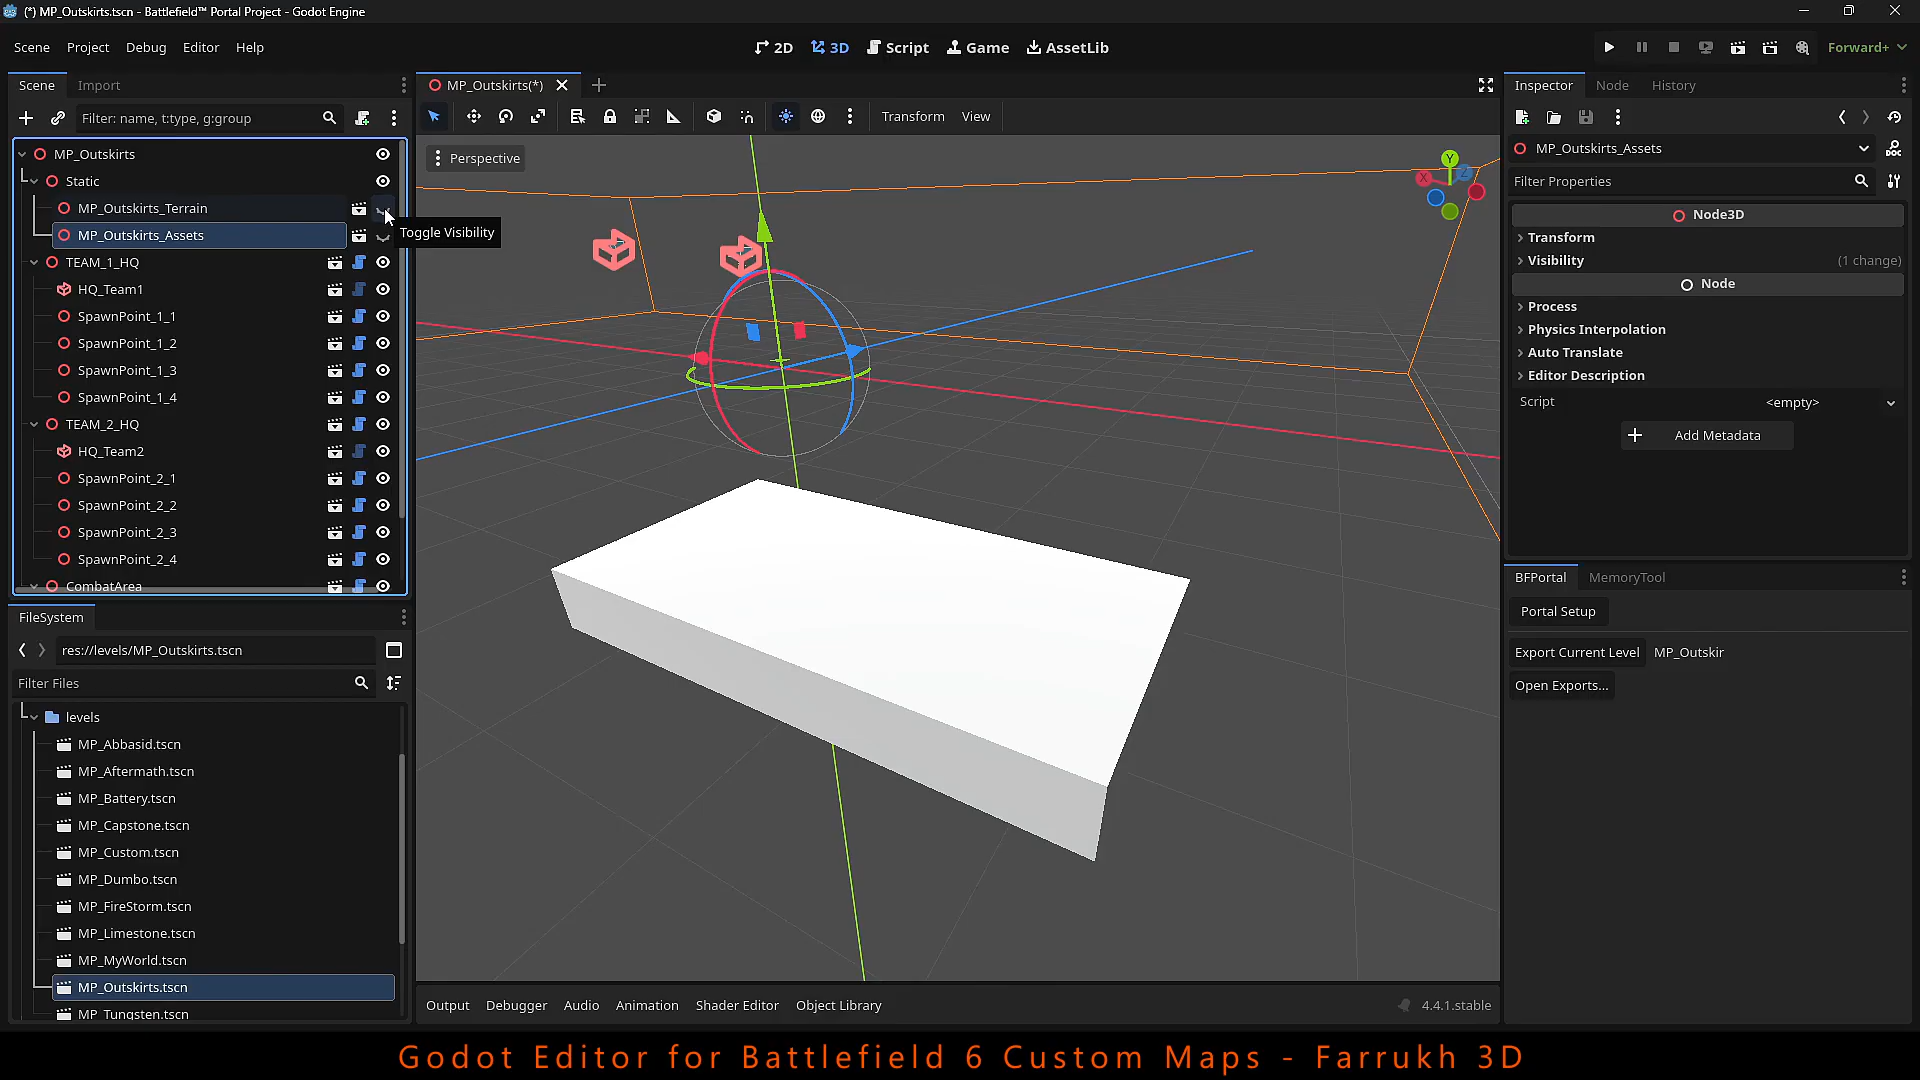 (*) MP_Outskirts.tscn - Battlefield™ Portal Project - Godot Engine
Scene Project Debug Editor Help
2D 3D Script Game AssetLib
Forward+
Scene Import
Filter: name, t:type, g:group
MP_Outskirts
Static
MP_Outskirts_Terrain
MP_Outskirts_Assets
TEAM_1_HQ
HQ_Team1
SpawnPoint_1_1
SpawnPoint_1_2
SpawnPoint_1_3
SpawnPoint_1_4
TEAM_2_HQ
HQ_Team2
SpawnPoint_2_1
SpawnPoint_2_2
SpawnPoint_2_3
SpawnPoint_2_4
CombatArea
Toggle Visibility
FileSystem
res://levels/MP_Outskirts.tscn
Filter Files
levels
MP_Abbasid.tscn
MP_Aftermath.tscn
MP_Battery.tscn
MP_Capstone.tscn
MP_Custom.tscn
MP_Dumbo.tscn
MP_FireStorm.tscn
MP_Limestone.tscn
MP_MyWorld.tscn
MP_Outskirts.tscn
MP_Tungsten.tscn
MP_Outskirts(*)
Transform View
Perspective
Y
X
Z
Output Debugger Audio Animation Shader Editor Object Library
4.4.1.stable
Inspector Node History
MP_Outskirts_Assets
Filter Properties
Node3D
Transform
Visibility (1 change)
Node
Process
Physics Interpolation
Auto Translate
Editor Description
Script <empty>
Add Metadata
BFPortal MemoryTool
Portal Setup
Export Current Level MP_Outskir
Open Exports...
Godot Editor for Battlefield 6 Custom Maps - Farrukh 3D